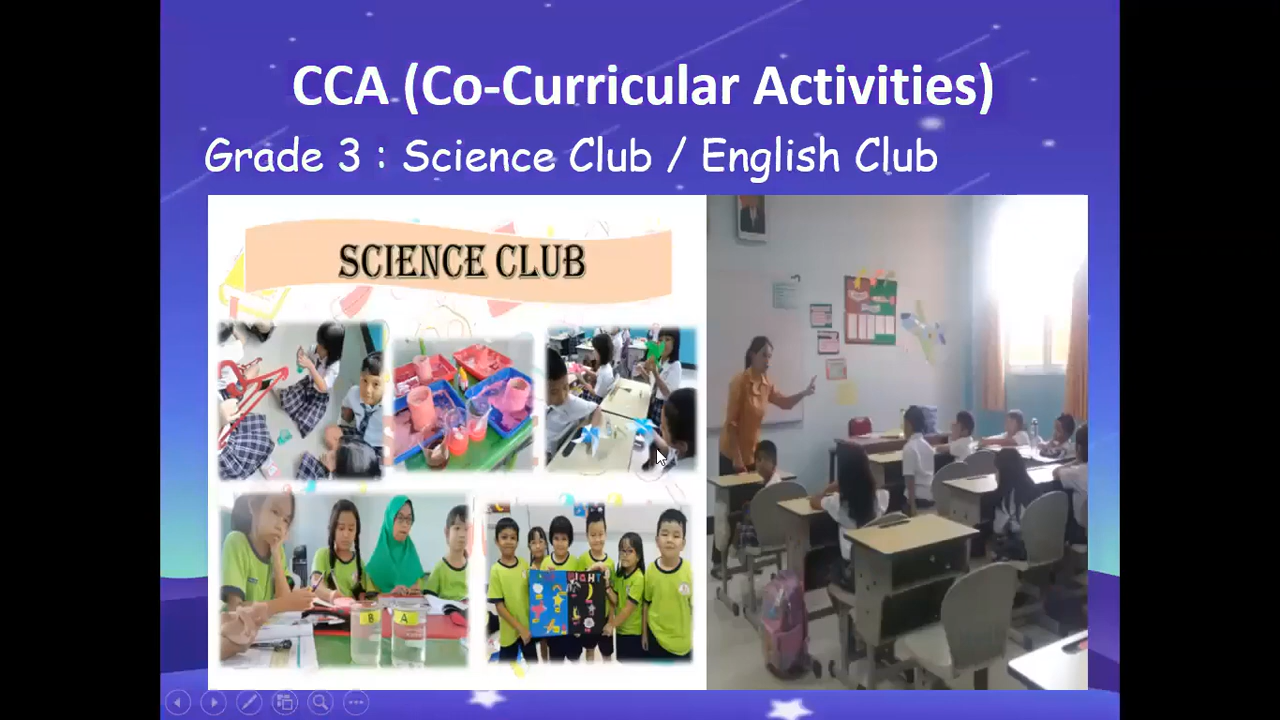 CCA (Co-Curricular Activities)
Grade 3 : Science Club / English Club
SCIENCE CLUB
B
A